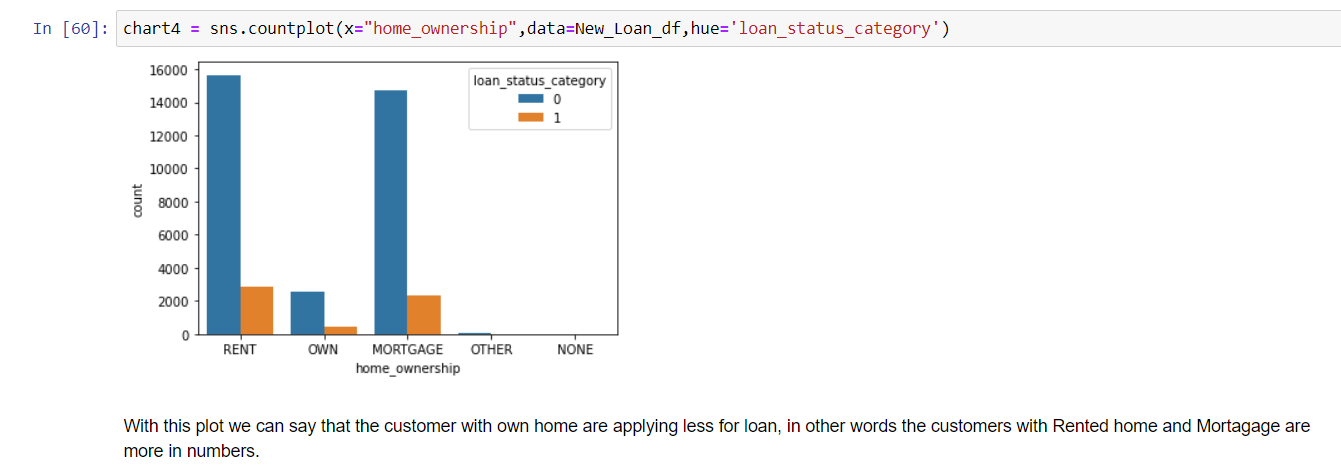 In [60]: chart4 = sns.countplot(x="home_ownership",data=New_Loan_df,hue='loan_status_category')
loan_status_category
0
1
16000
14000
12000
10000
8000
6000
4000
2000
0
count
RENT OWN MORTGAGE OTHER NONE
home_ownership
With this plot we can say that the customer with own home are applying less for loan, in other words the customers with Rented home and Mortagage are
more in numbers.